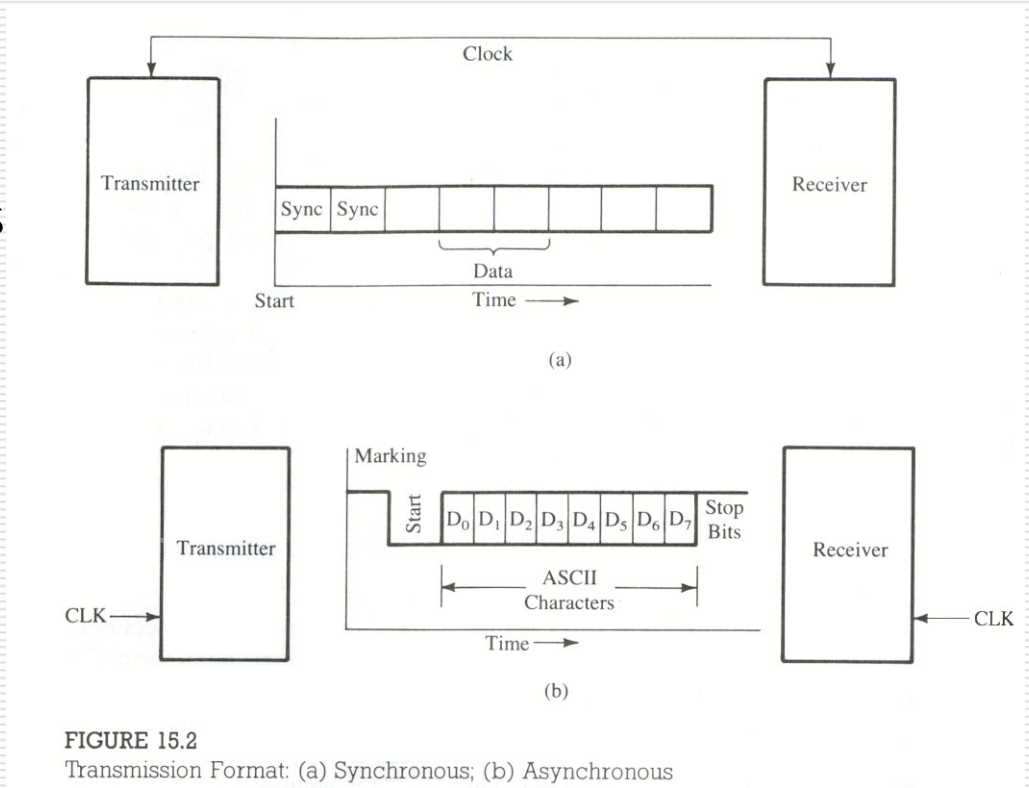 Clock
Transmitter
Receiver
Sync Sync
Data
Start
Time
(a)
Marking
Start
D0 D1 D2 D3 D4 D5 D6 D7
Stop
Bits
Transmitter
Receiver
ASCII
Characters
CLK
CLK
Time
(b)
FIGURE 15.2
Transmission Format: (a) Synchronous; (b) Asynchronous